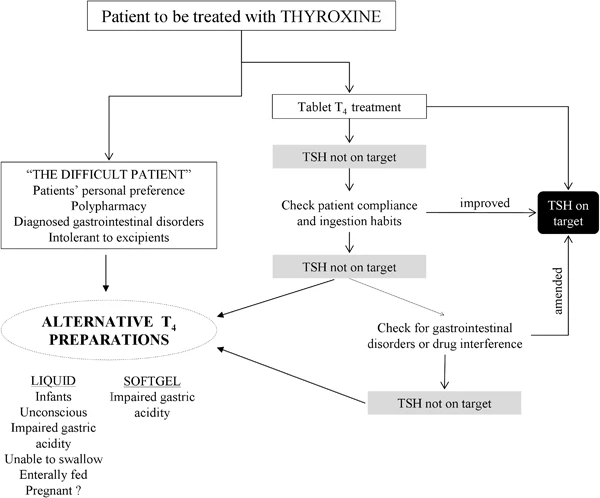 Patient to be treated with THYROXINE
Tablet T4 treatment
TSH not on target
"THE DIFFICULT PATIENT"
Patients' personal preference
Polypharmacy
Diagnosed gastrointestinal disorders
Intolerant to excipients
Check patient compliance
and ingestion habits
improved
TSH on
target
TSH not on target
amended
ALTERNATIVE T4
PREPARATIONS
Check for gastrointestinal
disorders or drug interference
TSH not on target
LIQUID
Infants
Unconscious
Impaired gastric
acidity
Unable to swallow
Enterally fed
Pregnant ?
SOFTGEL
Impaired gastric
acidity